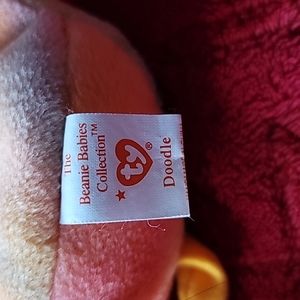 The
Beanie Babies
Collection™
ty®
Doodle